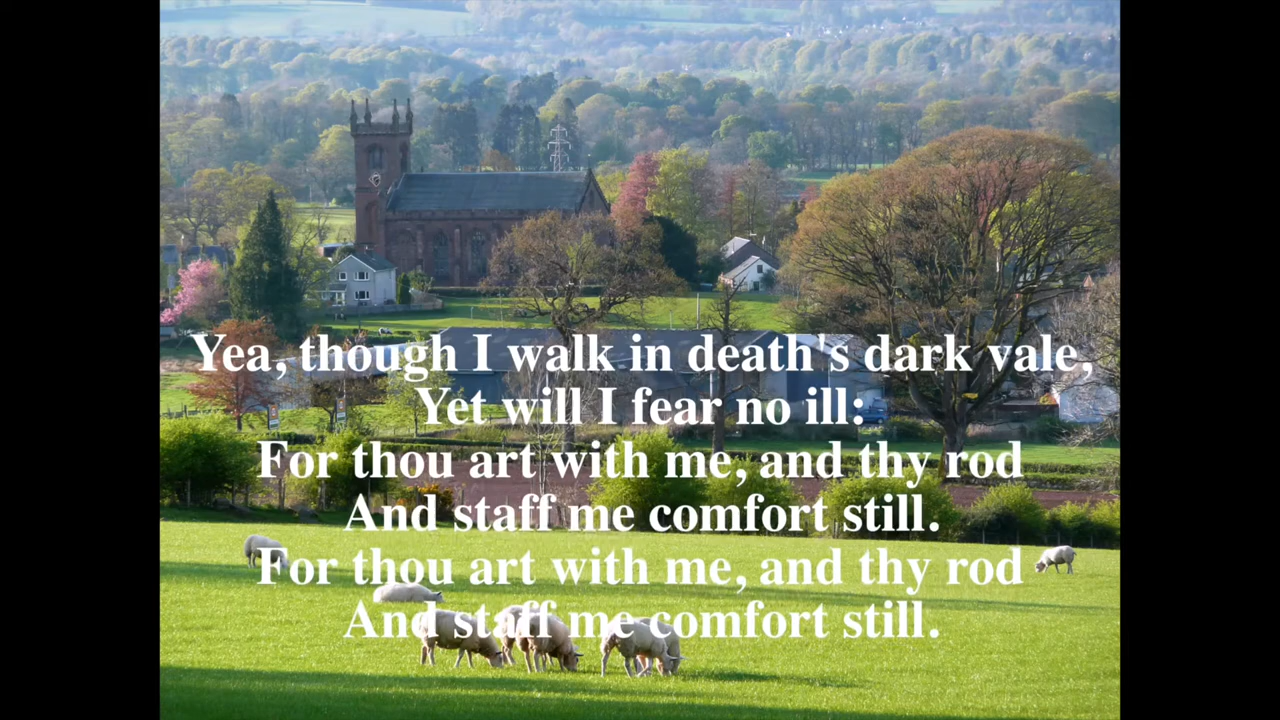 Yea, though I walk in death's dark vale,
Yet will I fear no ill:
For thou art with me, and thy rod
And staff me comfort still.
For thou art with me, and thy rod
And staff me comfort still.